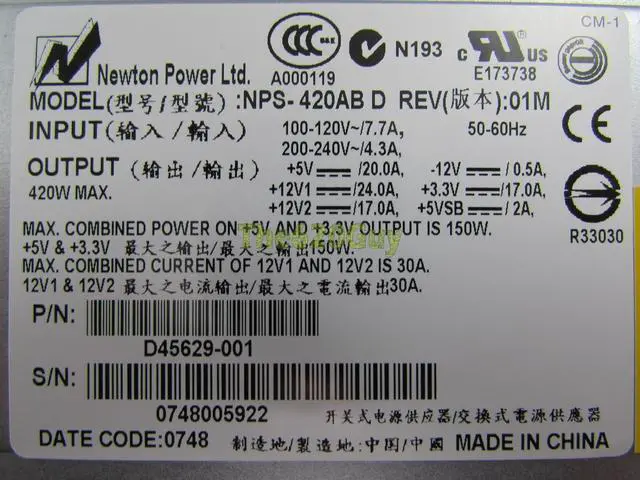 CM-1
Newton Power Ltd. A000119 N193 c UR US E173738
MODEL(型号/型號):NPS-420AB D REV(版本):01M
INPUT(输入/輸入) 100-120V~/7.7A, 50-60Hz
200-240V~/4.3A,
OUTPUT (输出/輸出) +5V⎓/20.0A, -12V⎓/0.5A,
420W MAX. +12V1⎓/24.0A, +3.3V⎓/17.0A,
+12V2⎓/17.0A, +5VSB⎓/2A,
R33030
MAX. COMBINED POWER ON +5V AND +3.3V OUTPUT IS 150W.
The620Guy
+5V & +3.3V 最大之输出/最大之輸出150W.
MAX. COMBINED CURRENT OF 12V1 AND 12V2 IS 30A.
12V1 & 12V2 最大之电流输出/最大之電流輸出30A.
P/N:
D45629-001
S/N:
0748005922 开关式电源供应器/交換式電源供應器
DATE CODE:0748 制造地/製造地:中国/中國 MADE IN CHINA